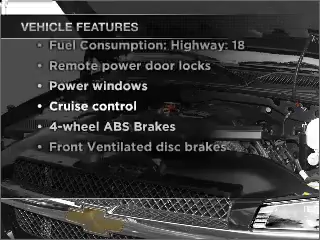 VEHICLE FEATURES
• Fuel Consumption: Highway: 18
• Remote power door locks
• Power windows
• Cruise control
• 4-wheel ABS Brakes
• Front Ventilated disc brakes